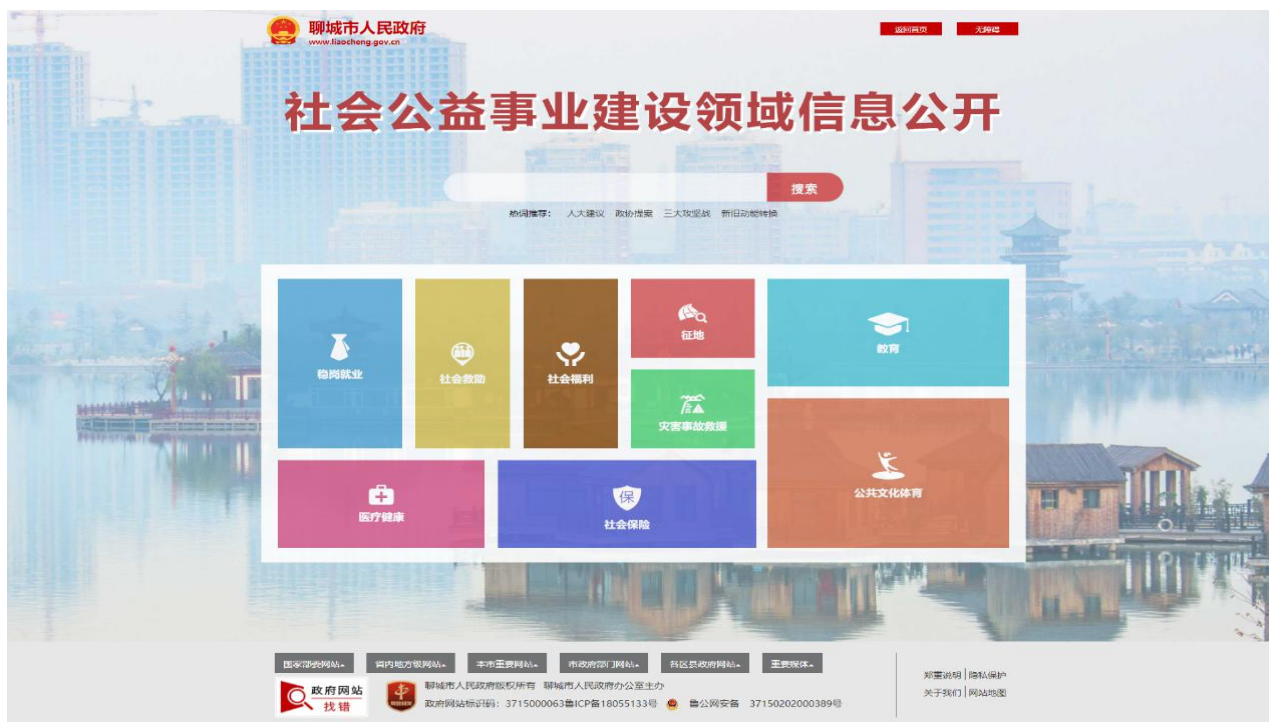 聊城市人民政府
www.liaocheng.gov.cn
返回首页 无障碍
社会公益事业建设领域信息公开
搜索
热词推荐: 人大建议 政协提案 三大攻坚战 新旧动能转换
稳岗就业
社会救助
社会福利
征地
灾害事故救援
教育
公共文化体育
医疗健康
保
社会保险
国家部委网站 省内地方级网站 本市重要网站 市政府部门网站 各区县政府网站 重要媒体
政府网站
找错
聊城市人民政府版权所有 聊城市人民政府办公室主办
政府网站标识码: 3715000063鲁ICP备18055133号 鲁公网安备 37150202000389号
郑重说明 隐私保护
关于我们 网站地图